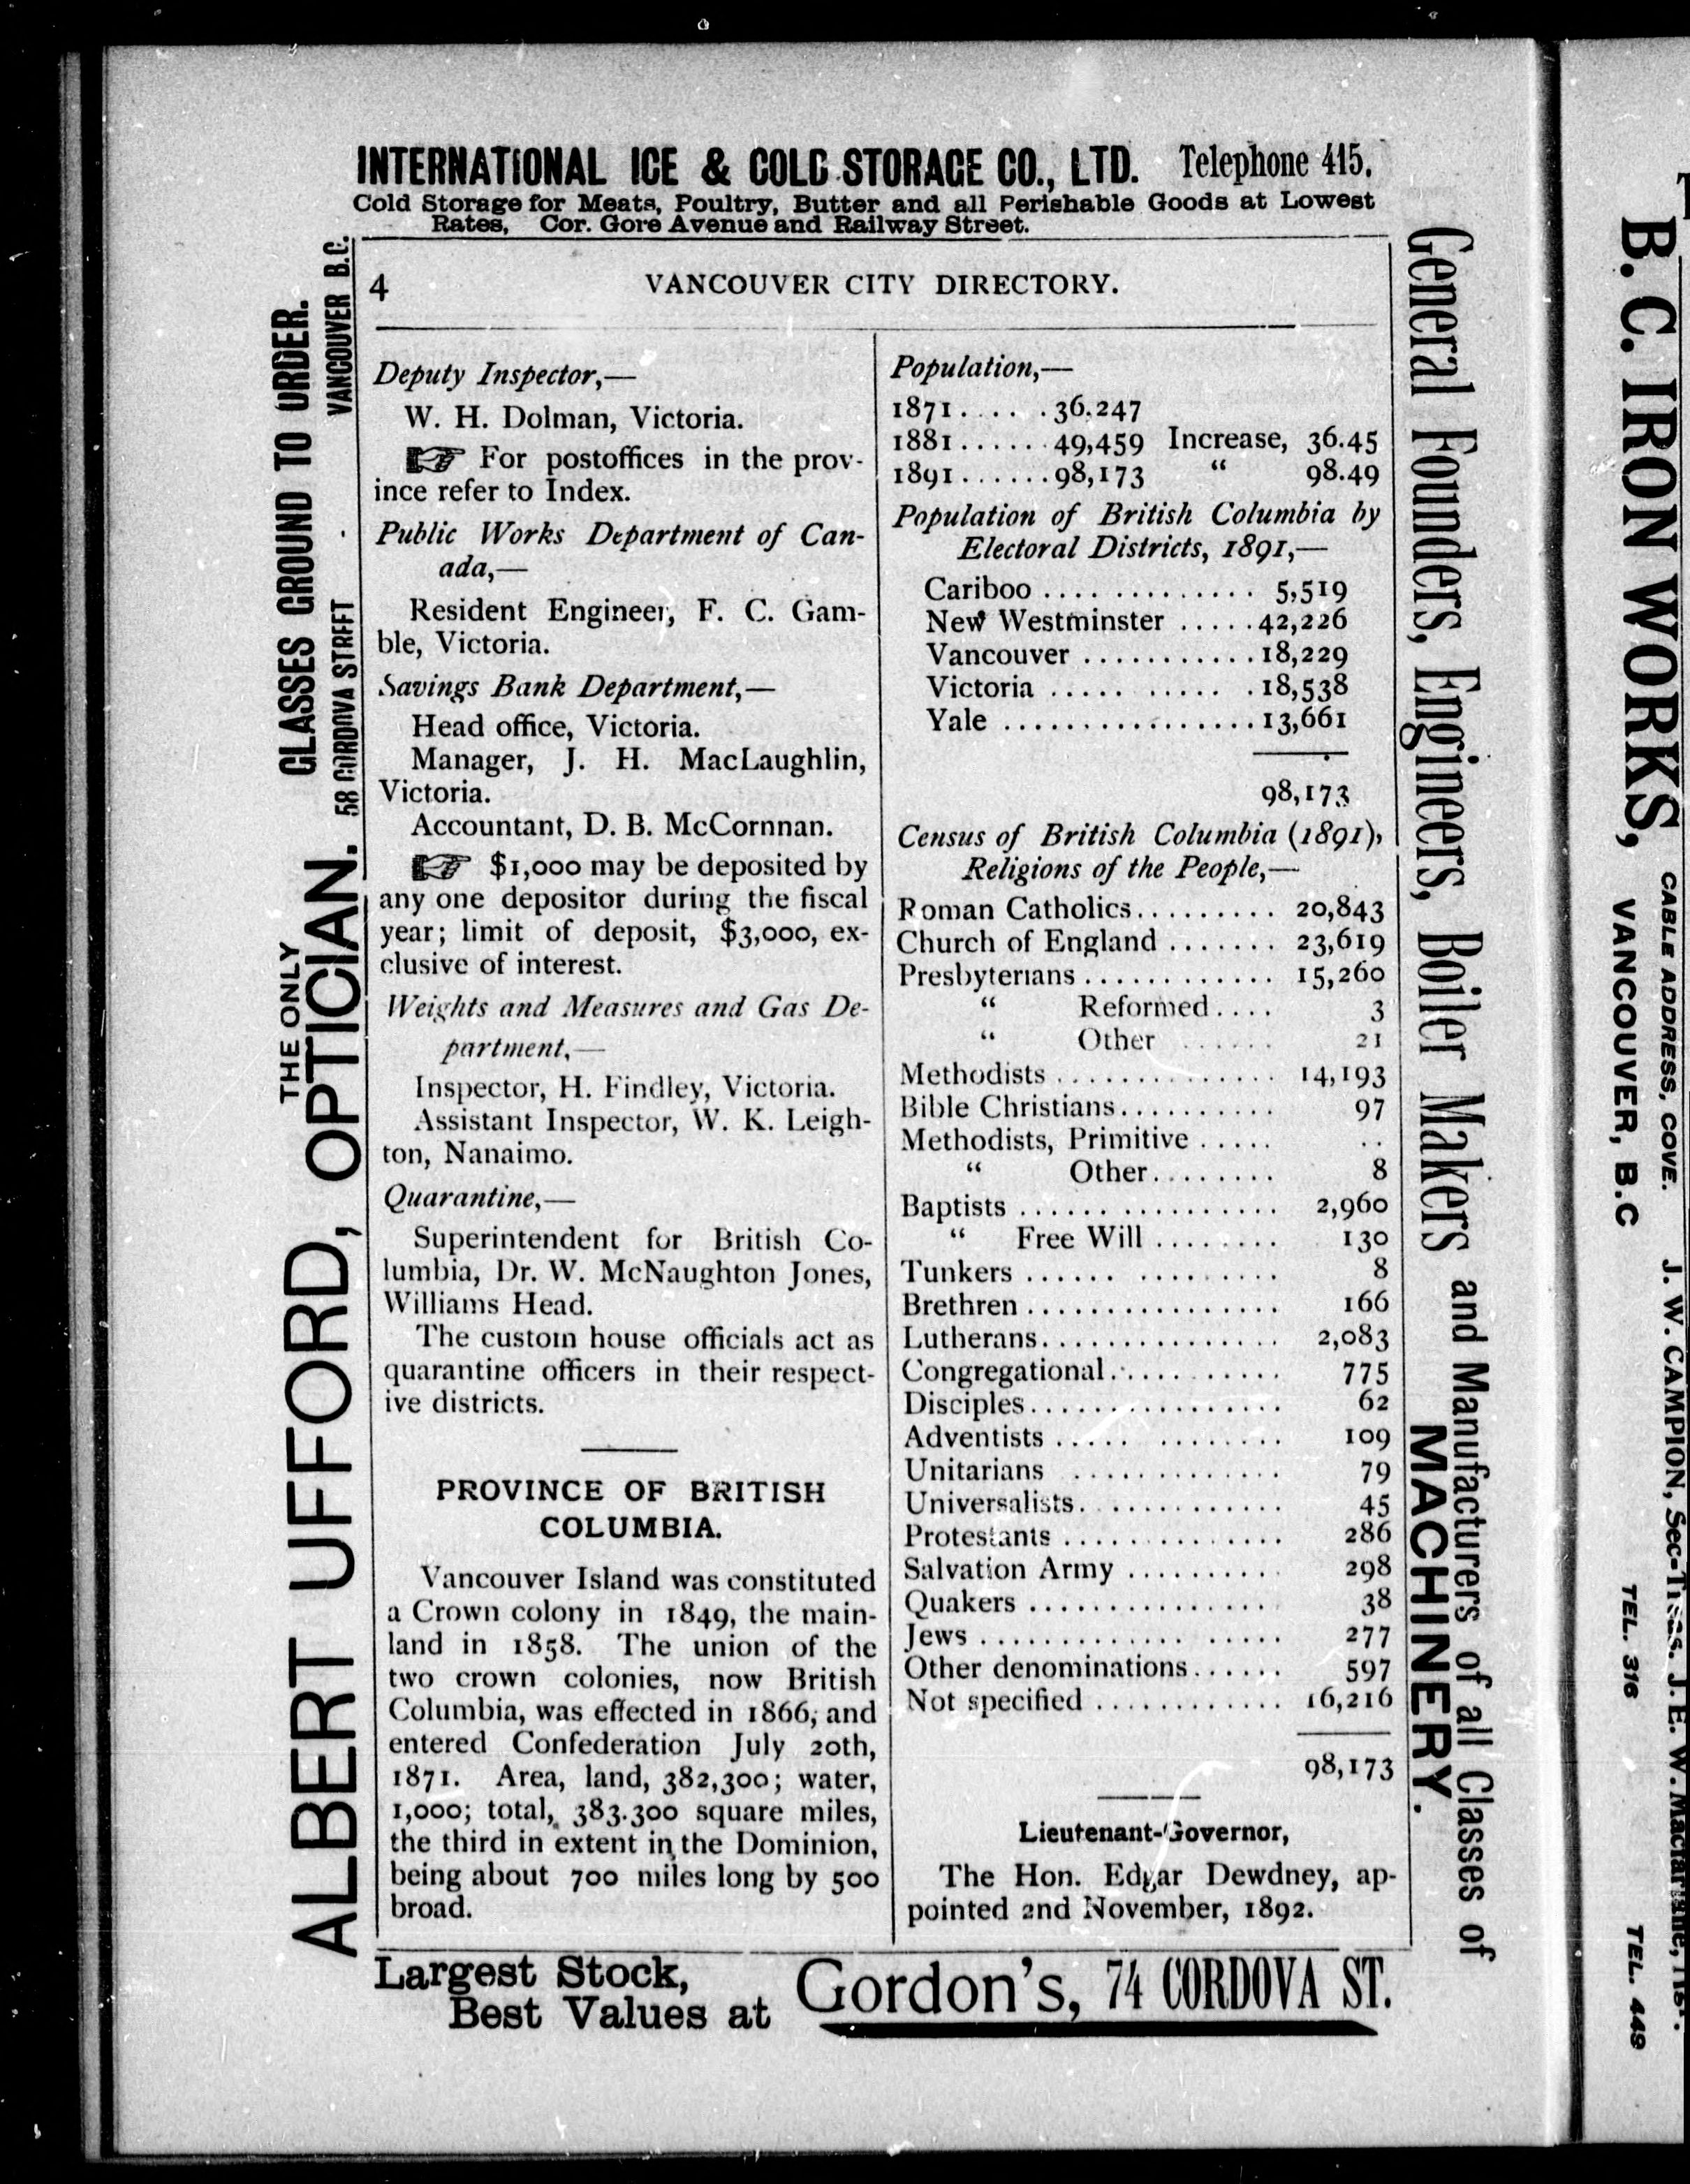 INTERNATIONAL ICE & COLD STORAGE CO., LTD. Telephone 415.
Cold Storage for Meats, Poultry, Butter and all Perishable Goods at Lowest
Rates, Cor. Gore Avenue and Railway Street.
4 VANCOUVER CITY DIRECTORY.
Deputy Inspector,—
W. H. Dolman, Victoria.
☞ For postoffices in the prov-
ince refer to Index.
Public Works Department of Can-
ada,—
Resident Engineer, F. C. Gam-
ble, Victoria.
Savings Bank Department,—
Head office, Victoria.
Manager, J. H. MacLaughlin,
Victoria.
Accountant, D. B. McCornnan.
☞ $1,000 may be deposited by
any one depositor during the fiscal
year; limit of deposit, $3,000, ex-
clusive of interest.
Weights and Measures and Gas De-
partment,—
Inspector, H. Findley, Victoria.
Assistant Inspector, W. K. Leigh-
ton, Nanaimo.
Quarantine,—
Superintendent for British Co-
lumbia, Dr. W. McNaughton Jones,
Williams Head.
The custom house officials act as
quarantine officers in their respect-
ive districts.
PROVINCE OF BRITISH
COLUMBIA.
Vancouver Island was constituted
a Crown colony in 1849, the main-
land in 1858. The union of the
two crown colonies, now British
Columbia, was effected in 1866, and
entered Confederation July 20th,
1871. Area, land, 382,300; water,
1,000; total, 383.300 square miles,
the third in extent in the Dominion,
being about 700 miles long by 500
broad.
Population,—
1871..... .36.247
1881......49,459 Increase, 36.45
1891......98,173 " 98.49
Population of British Columbia by
Electoral Districts, 1891,—
Cariboo ............. 5,519
New Westminster .....42,226
Vancouver ...........18,229
Victoria ..... ...... .18,538
Yale ................13,661
98,173
Census of British Columbia (1891),
Religions of the People,—
Roman Catholics......... 20,843
Church of England ....... 23,619
Presbyterians ............ 15,260
" Reformed.... 3
" Other ...... 21
Methodists .............. 14,193
Bible Christians.......... 97
Methodists, Primitive ..... ..
" Other........ 8
Baptists ................. 2,960
" Free Will ........ 130
Tunkers ...... ......... 8
Brethren ................ 166
Lutherans............... 2,083
Congregational........... 775
Disciples................ 62
Adventists ..... ........ 109
Unitarians ............. 79
Universalists............. 45
Protestants .............. 286
Salvation Army .......... 298
Quakers ................ 38
Jews ............ ..... 277
Other denominations...... 597
Not specified ............ 16,216
98,173
Lieutenant-Governor,
The Hon. Edgar Dewdney, ap-
pointed 2nd November, 1892.
Largest Stock,
Best Values at Gordon's, 74 CORDOVA ST.
ALBERT UFFORD, THE ONLY OPTICIAN. GLASSES GROUND TO ORDER.
58 CORDOVA STREET VANCOUVER B.C.
General Founders, Engineers, Boiler Makers and Manufacturers of all Classes of
MACHINERY.
B. C. IRON WORKS,
VANCOUVER, B.C
CABLE ADDRESS, COVE.
J. W. CAMPION, Sec-Treas. J. E. W. Macfarlane,
TEL. 316 TEL. 449